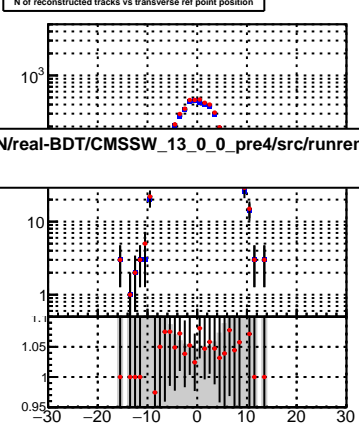 N of reconstructed tracks vs transverse ref point position
10³
N/real-BDT/CMSSW_13_0_0_pre4/src/runrer
10
1
1.1
1.05
1
0.95
−30 −20 −10 0 10 20 30